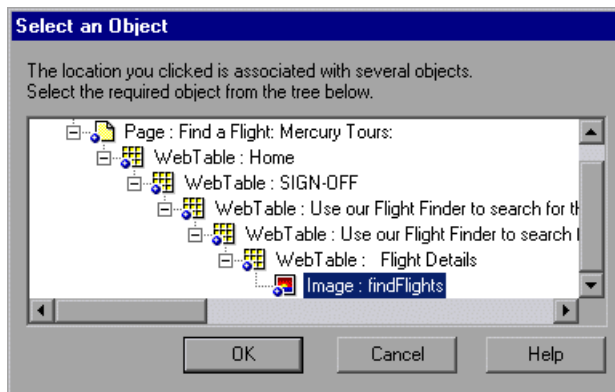 Select an Object
The location you clicked is associated with several objects.
Select the required object from the tree below.
Page : Find a Flight: Mercury Tours:
WebTable : Home
WebTable : SIGN-OFF
WebTable : Use our Flight Finder to search for
WebTable : Use our Flight Finder to search
WebTable : Flight Details
Image : findFlights
OK
Cancel
Help